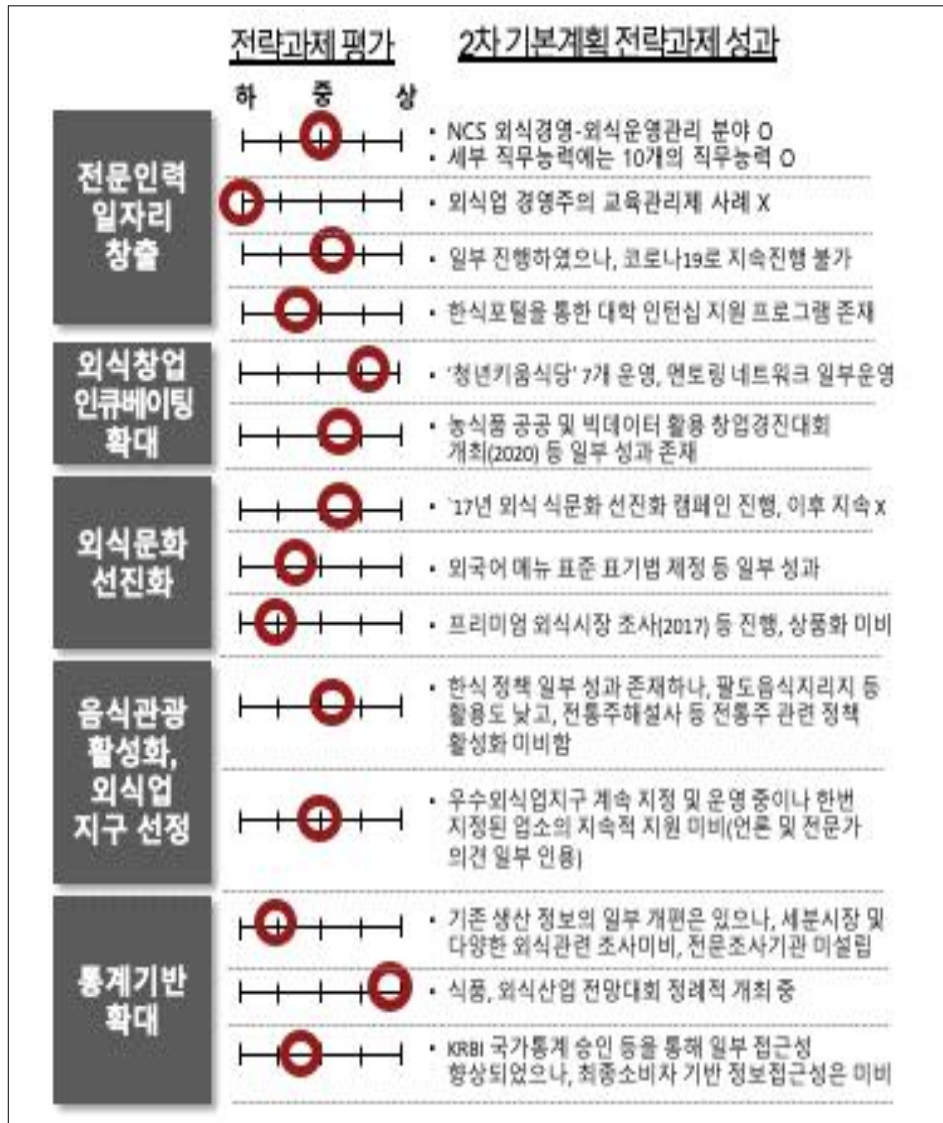 전략과제 평가
2차 기본계획 전략과제 성과
하 중 상
전문인력
일자리
창출
• NCS 외식경영-외식운영관리 분야 O
• 세부 직무능력에는 10개의 직무능력 O
• 외식업 경영주의 교육관리제 사례 X
• 일부 진행하였으나, 코로나19로 지속진행 불가
• 한식포털을 통한 대학 인턴십 지원 프로그램 존재
외식창업
인큐베이팅
확대
• '청년키움식당' 7개 운영, 멘토링 네트워크 일부운영
• 농식품 공공 및 빅데이터 활용 창업경진대회
개최(2020) 등 일부 성과 존재
외식문화
선진화
• `17년 외식 식문화 선진화 캠페인 진행, 이후 지속 X
• 외국어 메뉴 표준 표기법 제정 등 일부 성과
• 프리미엄 외식시장 조사(2017) 등 진행, 상품화 미비
음식관광
활성화,
외식업
지구 선정
• 한식 정책 일부 성과 존재하나, 팔도음식지리지 등
활용도 낮고, 전통주해설사 등 전통주 관련 정책
활성화 미비함
• 우수외식업지구 계속 지정 및 운영 중이나 한번
지정된 업소의 지속적 지원 미비(언론 및 전문가
의견 일부 인용)
통계기반
확대
• 기존 생산 정보의 일부 개편은 있으나, 세분시장 및
다양한 외식관련 조사미비, 전문조사기관 미설립
• 식품, 외식산업 전망대회 정례적 개최 중
• KRBI 국가통계 승인 등을 통해 일부 접근성
향상되었으나, 최종소비자 기반 정보접근성은 미비